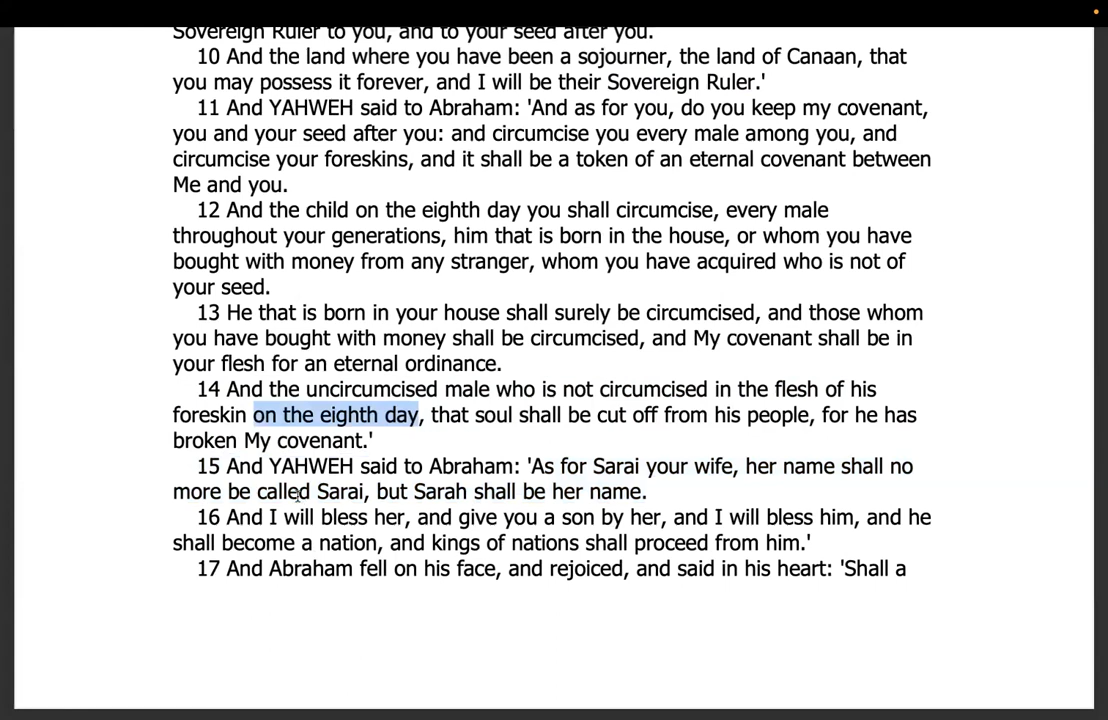 Sovereign Ruler to you, and to your seed after you.
10 And the land where you have been a sojourner, the land of Canaan, that
you may possess it forever, and I will be their Sovereign Ruler.'
11 And YAHWEH said to Abraham: 'And as for you, do you keep my covenant,
you and your seed after you: and circumcise you every male among you, and
circumcise your foreskins, and it shall be a token of an eternal covenant between
Me and you.
12 And the child on the eighth day you shall circumcise, every male
throughout your generations, him that is born in the house, or whom you have
bought with money from any stranger, whom you have acquired who is not of
your seed.
13 He that is born in your house shall surely be circumcised, and those whom
you have bought with money shall be circumcised, and My covenant shall be in
your flesh for an eternal ordinance.
14 And the uncircumcised male who is not circumcised in the flesh of his
foreskin on the eighth day, that soul shall be cut off from his people, for he has
broken My covenant.'
15 And YAHWEH said to Abraham: 'As for Sarai your wife, her name shall no
more be called Sarai, but Sarah shall be her name.
16 And I will bless her, and give you a son by her, and I will bless him, and he
shall become a nation, and kings of nations shall proceed from him.'
17 And Abraham fell on his face, and rejoiced, and said in his heart: 'Shall a